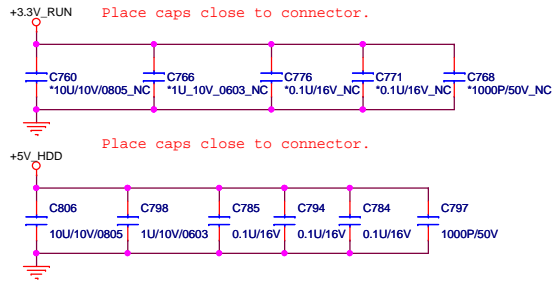 +3.3V_RUN
Place caps close to connector.
C760
*10U/10V/0805_NC
C766
*1U_10V_0603_NC
C776
*0.1U/16V_NC
C771
*0.1U/16V_NC
C768
*1000P/50V_NC
Place caps close to connector.
+5V_HDD
C806
10U/10V/0805
C798
1U/10V/0603
C785
0.1U/16V
C794
0.1U/16V
C784
0.1U/16V
C797
1000P/50V